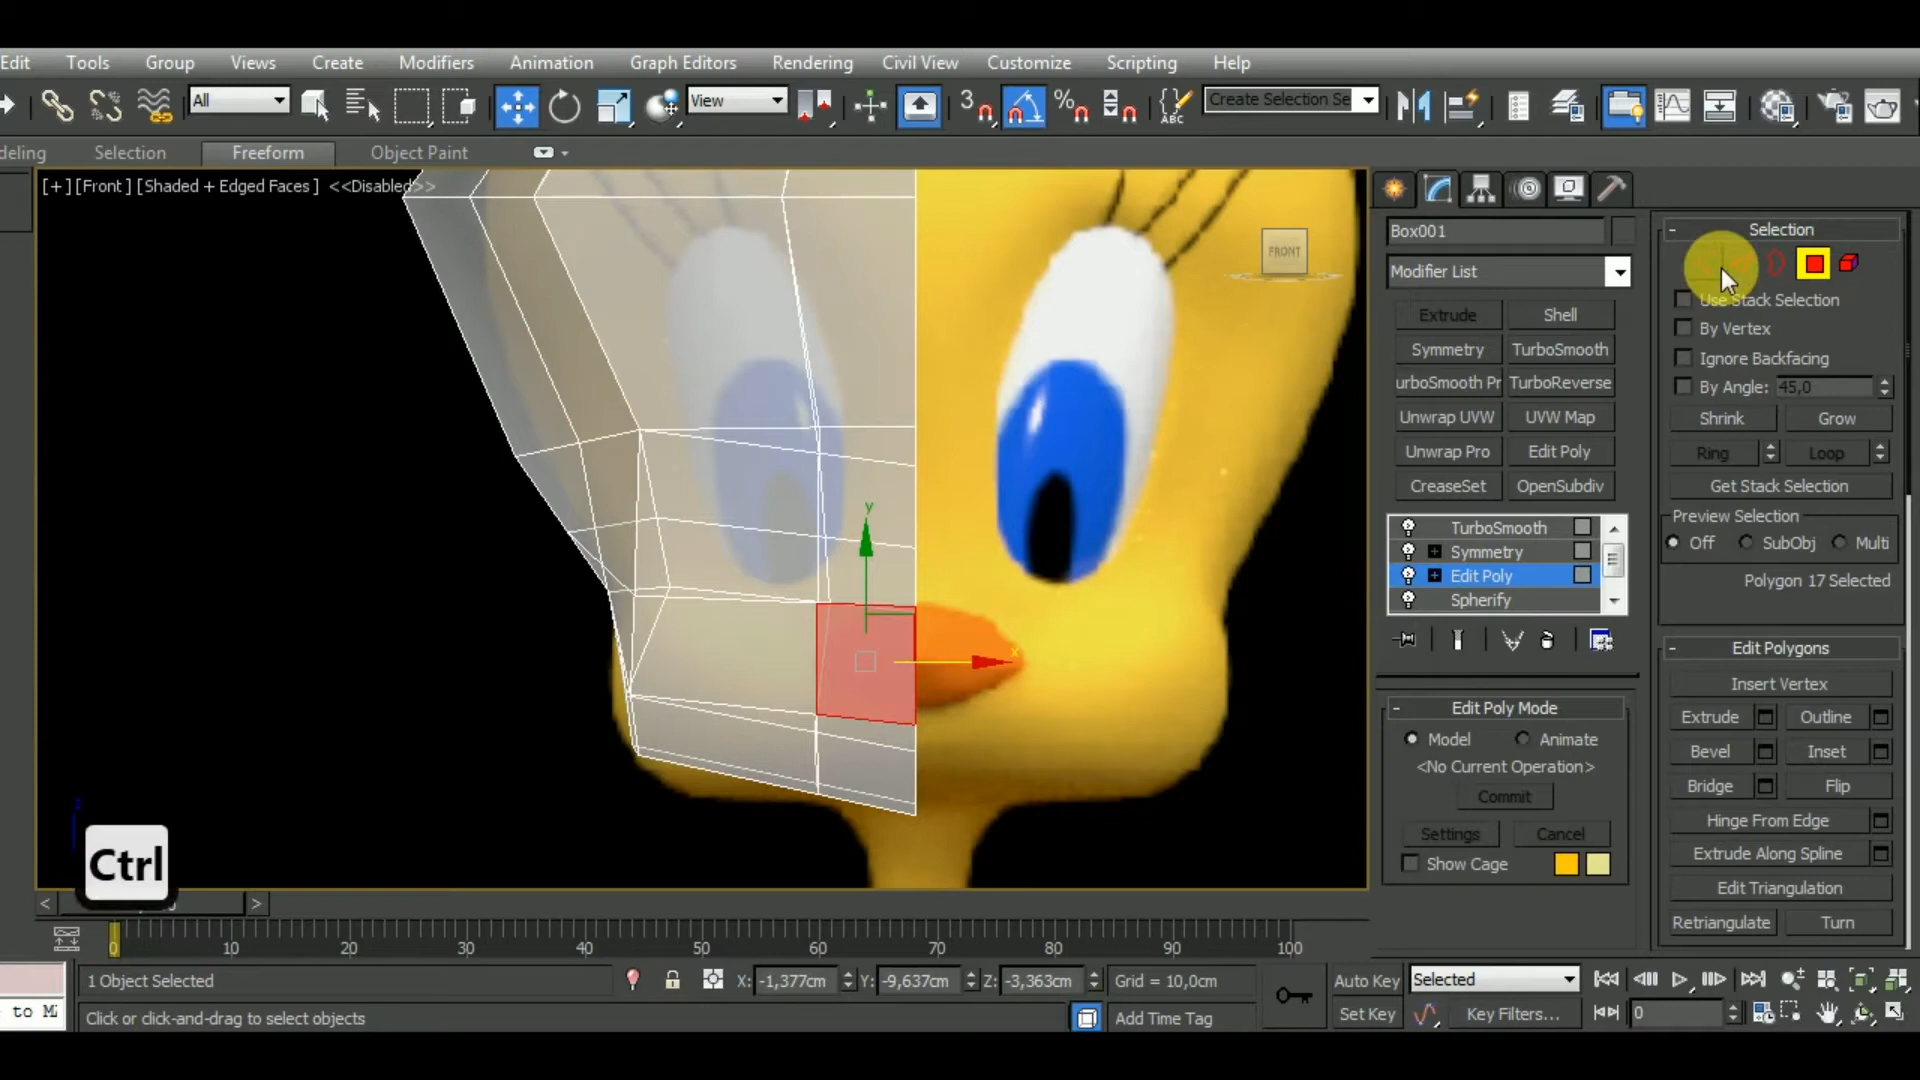 Edit Tools Group Views Create Modifiers Animation Graph Editors Rendering Civil View Customize Scripting Help
All View 3 % ABC Create Selection Se
deling Selection Freeform Object Paint
[+] [Front ] [Shaded + Edged Faces ] <<Disabled>>
FRONT
y
x
z
Ctrl
Box001
Modifier List
Extrude Shell
Symmetry TurboSmooth
urboSmooth Pr TurboReverse
Unwrap UVW UVW Map
Unwrap Pro Edit Poly
CreaseSet OpenSubdiv
TurboSmooth
Symmetry
Edit Poly
Spherify
- Edit Poly Mode
Model Animate
<No Current Operation>
Commit
Settings Cancel
Show Cage
- Selection
Use Stack Selection
By Vertex
Ignore Backfacing
By Angle: 45,0
Shrink Grow
Ring Loop
Get Stack Selection
Preview Selection
Off SubObj Multi
Polygon 17 Selected
- Edit Polygons
Insert Vertex
Extrude Outline
Bevel Inset
Bridge Flip
Hinge From Edge
Extrude Along Spline
Edit Triangulation
Retriangulate Turn
< >
0 10 20 30 40 50 60 70 80 90 100
1 Object Selected X: -1,377cm Y: -9,637cm Z: -3,363cm Grid = 10,0cm Auto Key Selected
to Mi Click or click-and-drag to select objects Add Time Tag Set Key Key Filters... 0